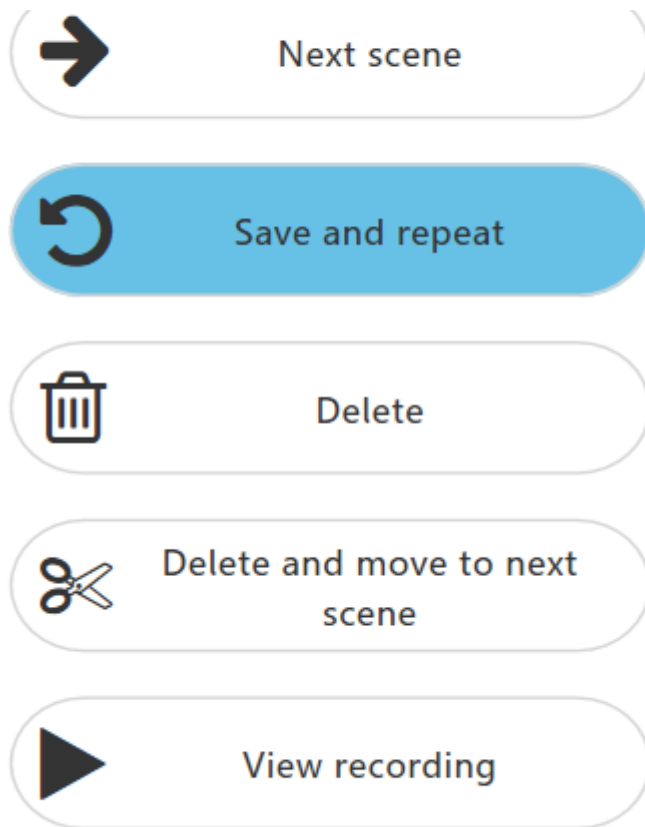 Next scene
Save and repeat
Delete
Delete and move to next
scene
View recording